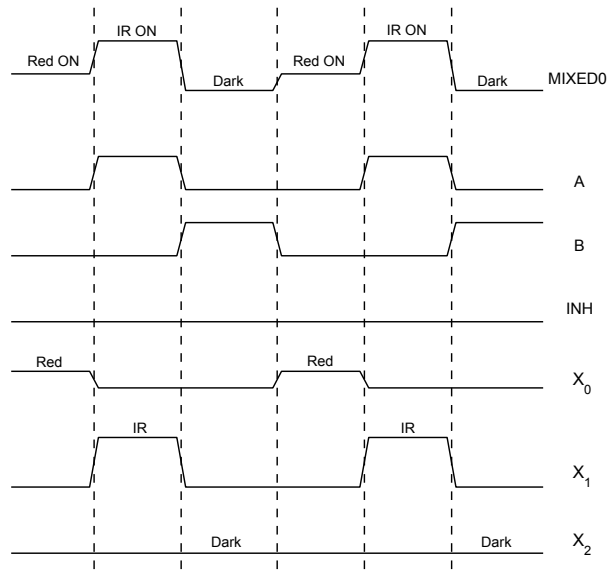 IR ON IR ON
Red ON Red ON
Dark Dark MIXED0
A
B
INH
Red Red
X0
IR IR
X1
Dark Dark X2